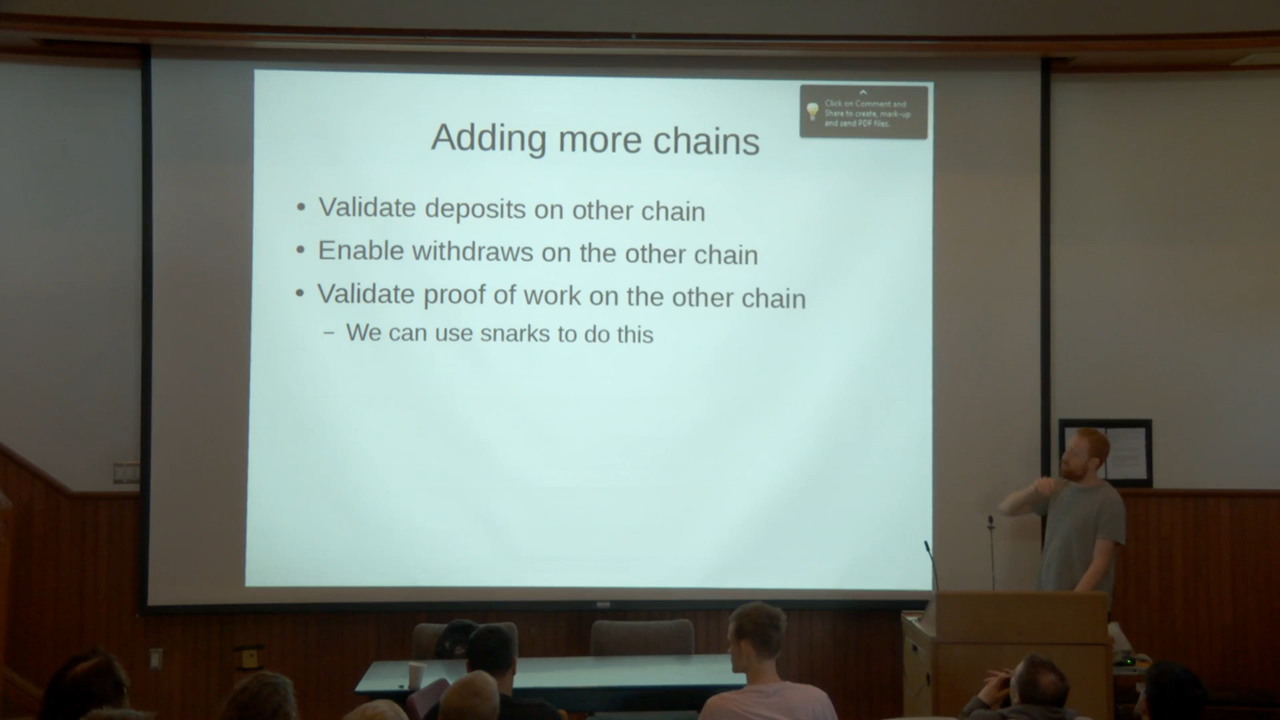 Click on Comment and
Share to create, mark-up
and send PDF files.
Adding more chains
• Validate deposits on other chain
• Enable withdraws on the other chain
• Validate proof of work on the other chain
– We can use snarks to do this